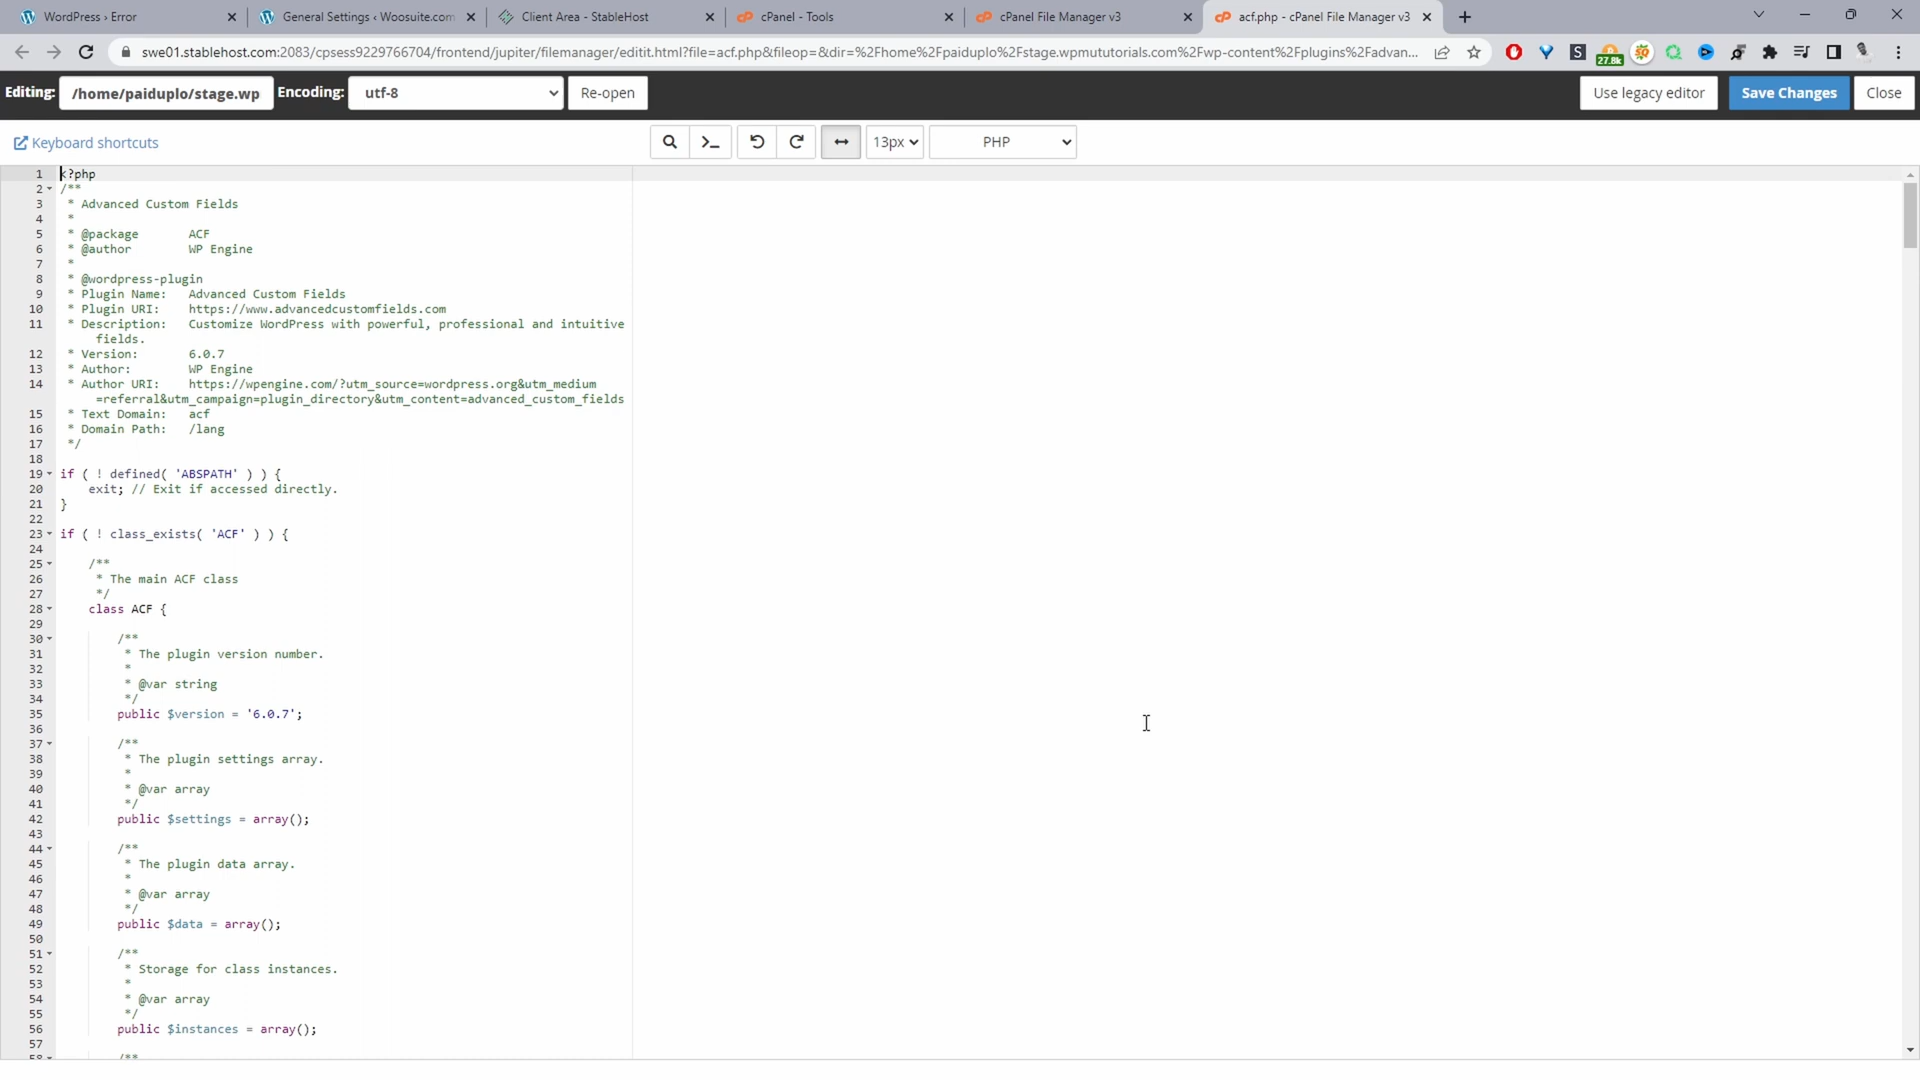 WordPress › Error
General Settings ‹ Woosuite.com
Client Area - StableHost
cPanel - Tools
cPanel File Manager v3
acf.php - cPanel File Manager v3
swe01.stablehost.com:2083/cpsess9229766704/frontend/jupiter/filemanager/editit.html?file=acf.php&fileop=&dir=%2Fhome%2Fpaiduplo%2Fstage.wpmututorials.com%2Fwp-content%2Fplugins%2Fadvan...
27.8k
Editing:
/home/paiduplo/stage.wp
Encoding:
utf-8
Re-open
Use legacy editor
Save Changes
Close
Keyboard shortcuts
13px
PHP
1 <?php
2 /**
3 * Advanced Custom Fields
4 *
5 * @package ACF
6 * @author WP Engine
7 *
8 * @wordpress-plugin
9 * Plugin Name: Advanced Custom Fields
10 * Plugin URI: https://www.advancedcustomfields.com
11 * Description: Customize WordPress with powerful, professional and intuitive
fields.
12 * Version: 6.0.7
13 * Author: WP Engine
14 * Author URI: https://wpengine.com/?utm_source=wordpress.org&utm_medium
=referral&utm_campaign=plugin_directory&utm_content=advanced_custom_fields
15 * Text Domain: acf
16 * Domain Path: /lang
17 */
18
19 if ( ! defined( 'ABSPATH' ) ) {
20 exit; // Exit if accessed directly.
21 }
22
23 if ( ! class_exists( 'ACF' ) ) {
24
25 /**
26 * The main ACF class
27 */
28 class ACF {
29
30 /**
31 * The plugin version number.
32 *
33 * @var string
34 */
35 public $version = '6.0.7';
36
37 /**
38 * The plugin settings array.
39 *
40 * @var array
41 */
42 public $settings = array();
43
44 /**
45 * The plugin data array.
46 *
47 * @var array
48 */
49 public $data = array();
50
51 /**
52 * Storage for class instances.
53 *
54 * @var array
55 */
56 public $instances = array();
57
58 /**